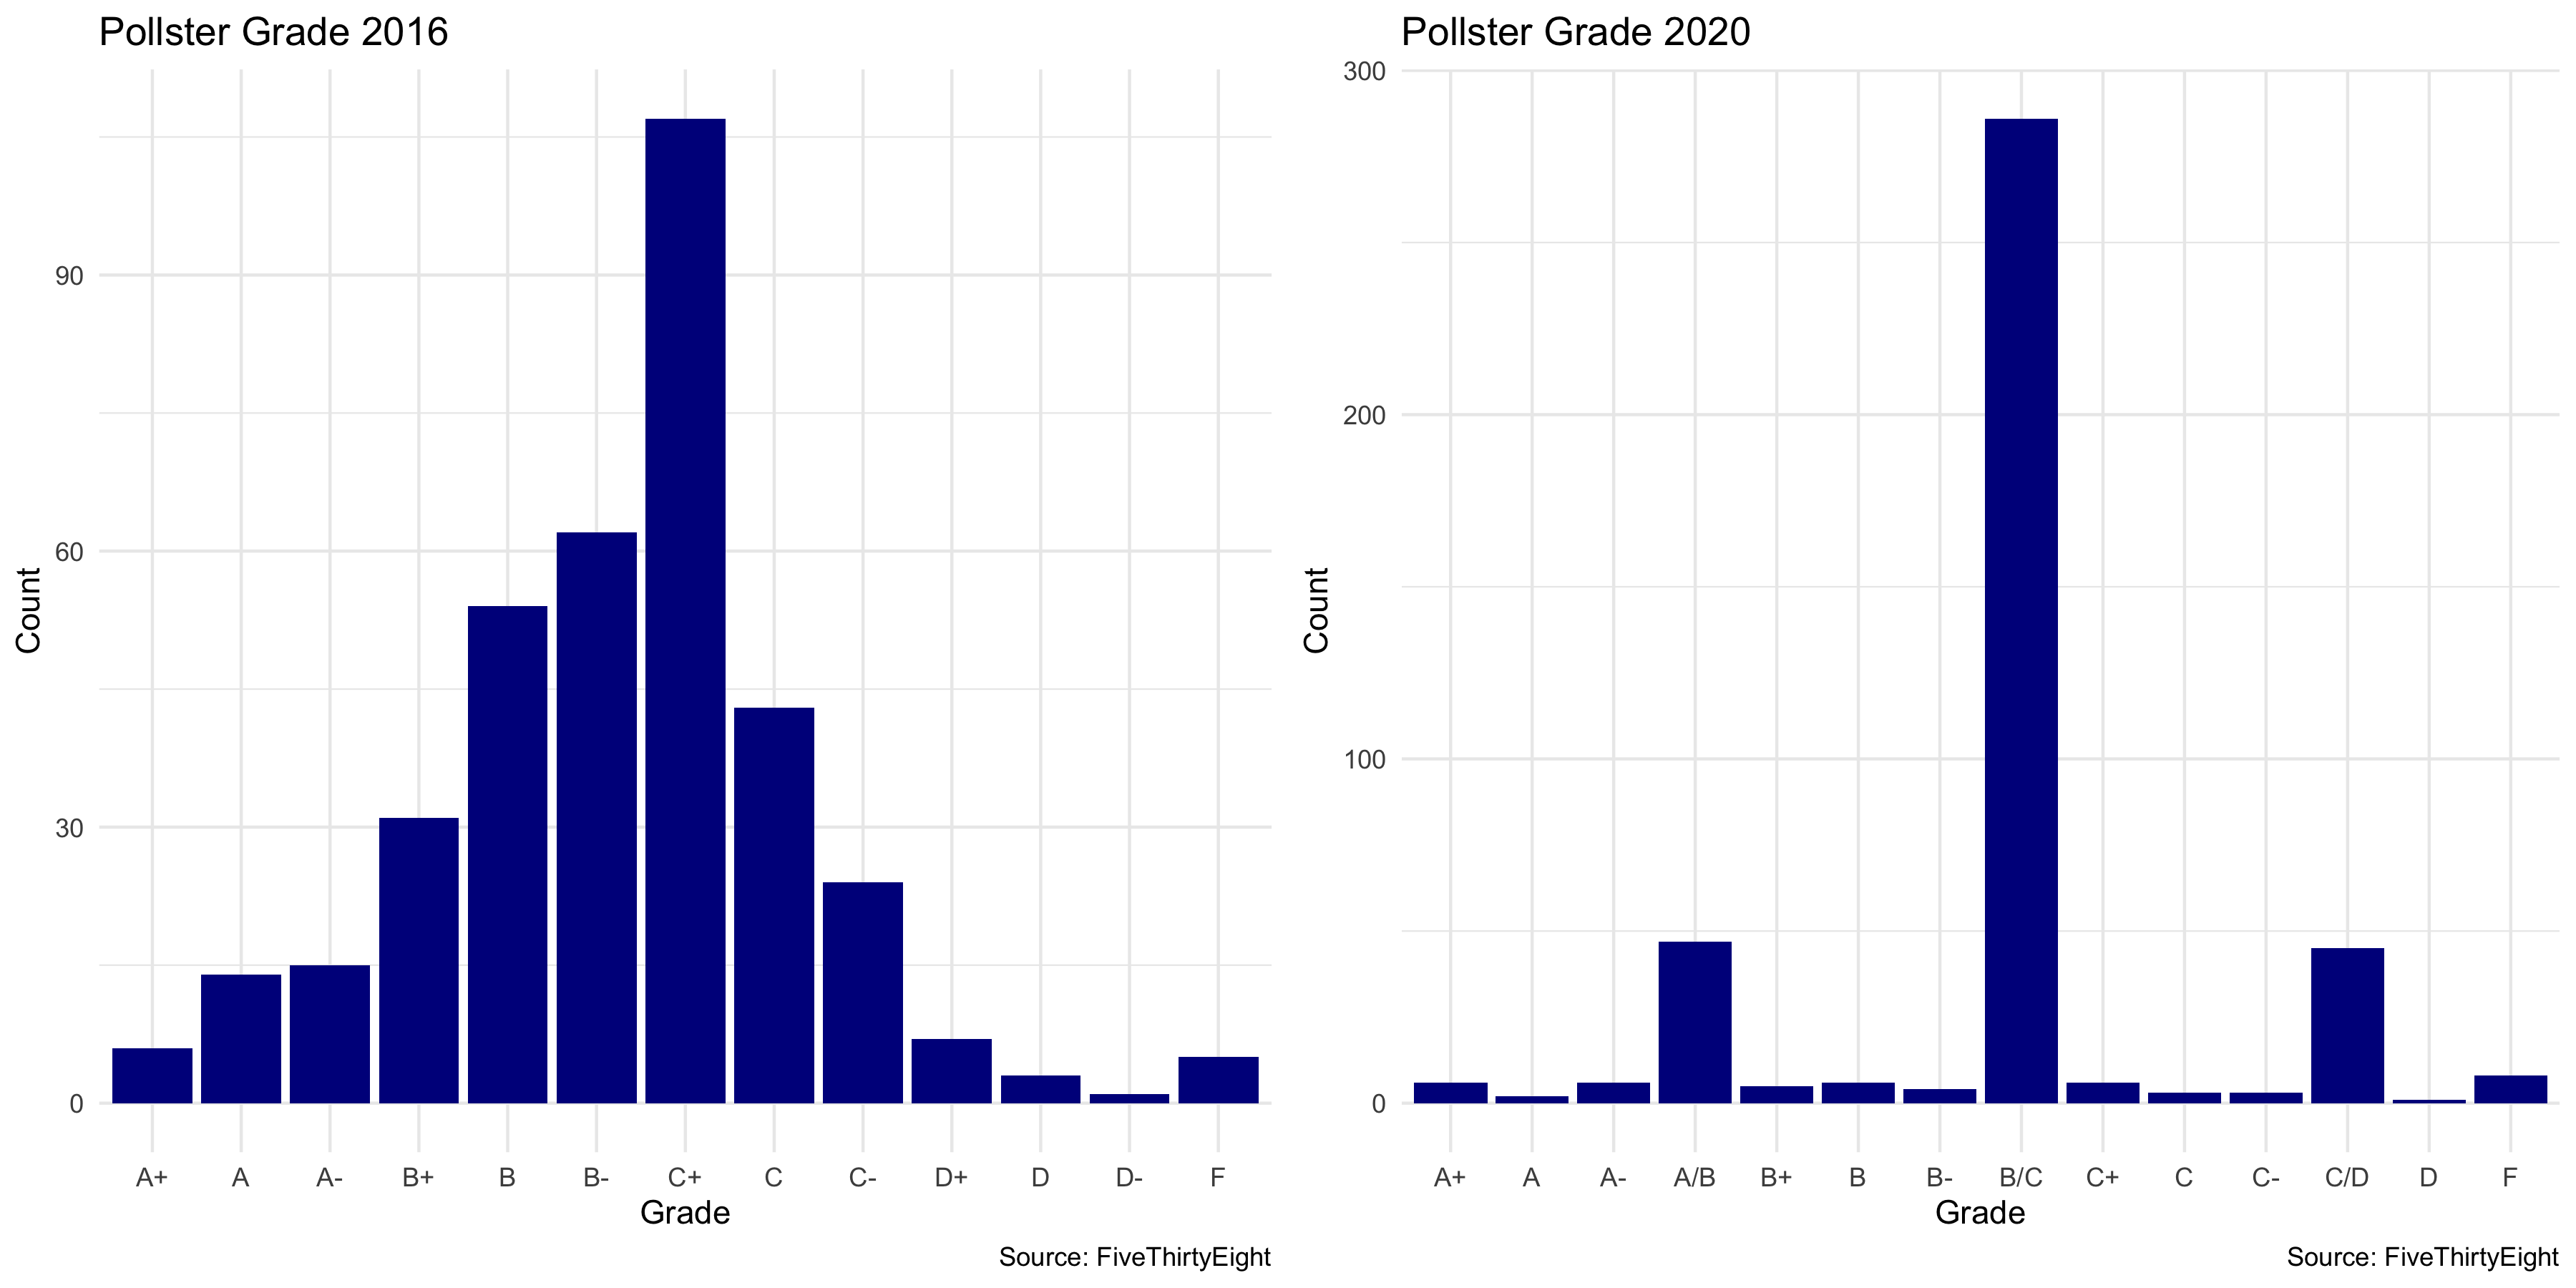 Pollster Grade 2016
Count
90
60
30
0
A+ A A- B+ B B- C+ C C- D+ D D- F
Grade
Source: FiveThirtyEight
Pollster Grade 2020
Count
300
200
100
0
A+ A A- A/B B+ B B- B/C C+ C C- C/D D F
Grade
Source: FiveThirtyEight